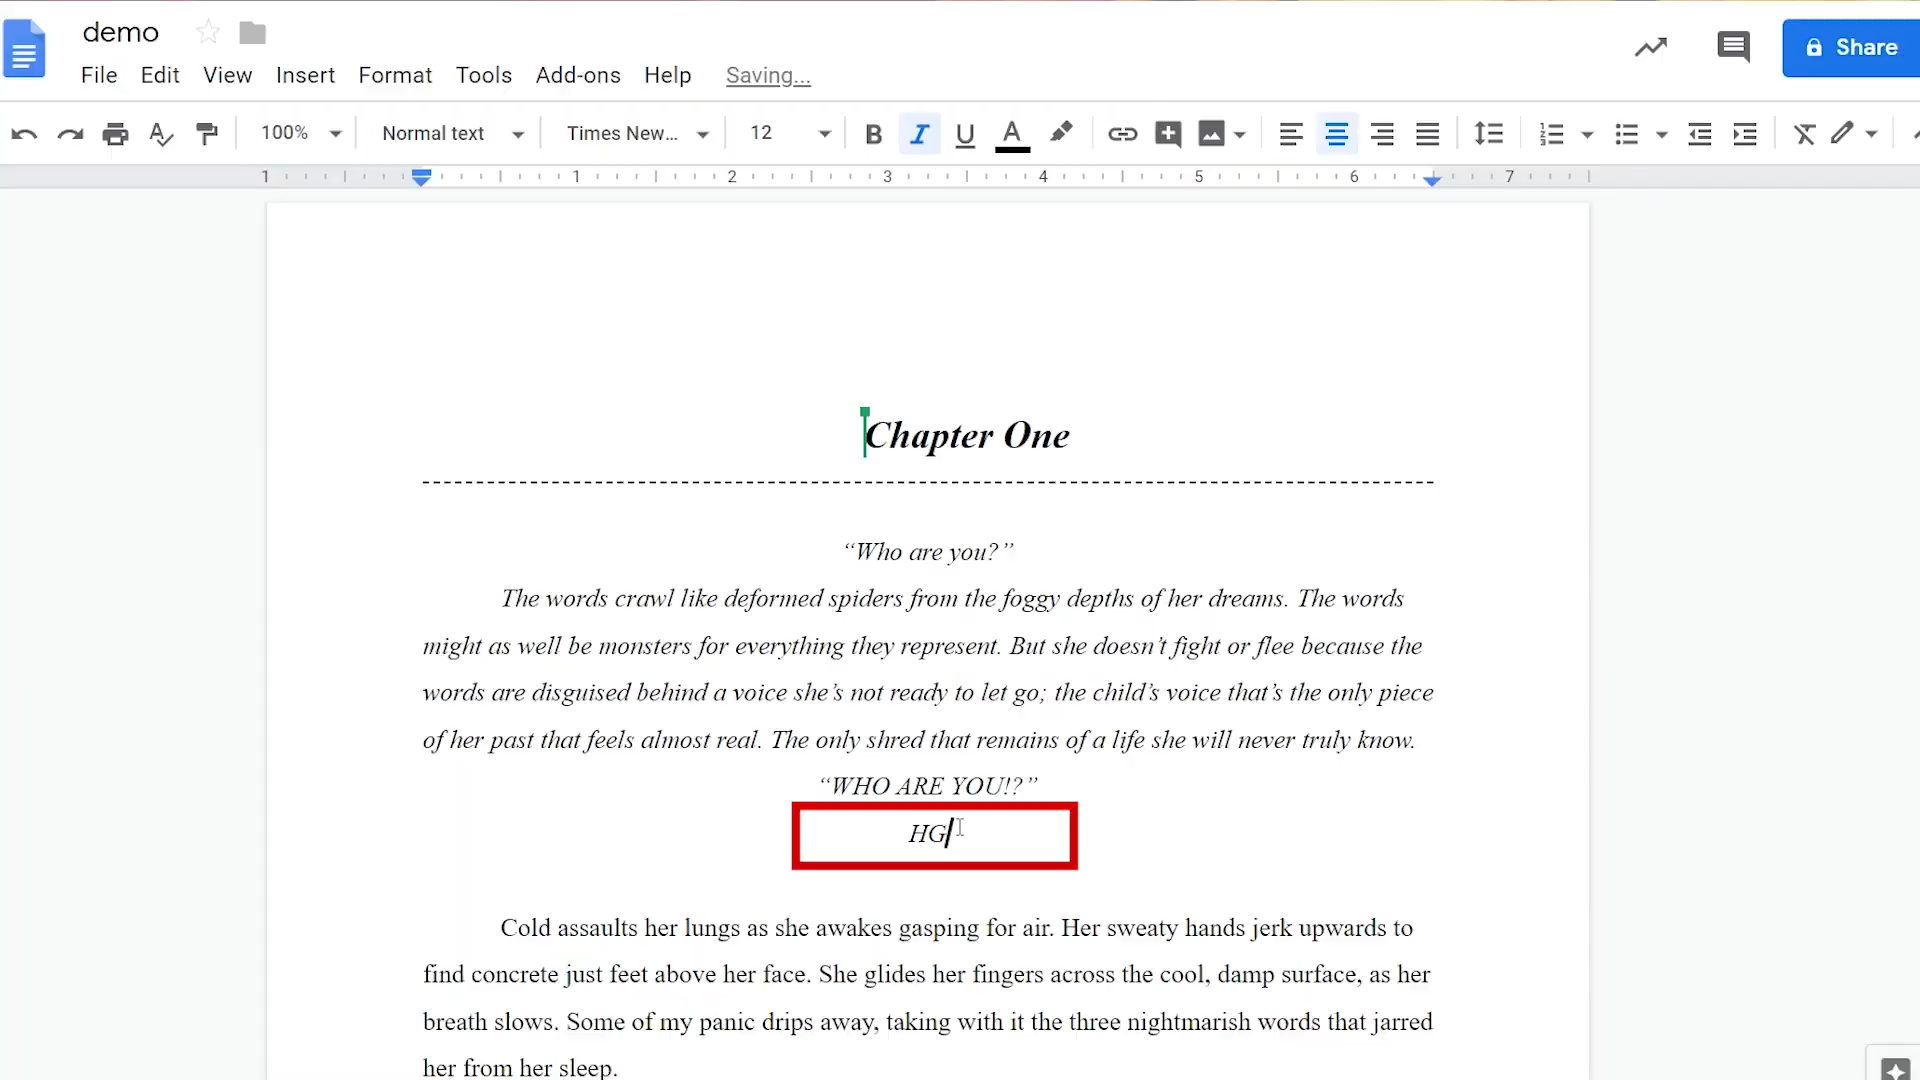 demo
File Edit View Insert Format Tools Add-ons Help Saving...
Share
100% Normal text Times New... 12 B I U A
1 1 2 3 4 5 6 7
Chapter One
“Who are you?”
The words crawl like deformed spiders from the foggy depths of her dreams. The words
might as well be monsters for everything they represent. But she doesn’t fight or flee because the
words are disguised behind a voice she’s not ready to let go; the child’s voice that’s the only piece
of her past that feels almost real. The only shred that remains of a life she will never truly know.
“WHO ARE YOU!?”
HG
Cold assaults her lungs as she awakes gasping for air. Her sweaty hands jerk upwards to
find concrete just feet above her face. She glides her fingers across the cool, damp surface, as her
breath slows. Some of my panic drips away, taking with it the three nightmarish words that jarred
her from her sleep.